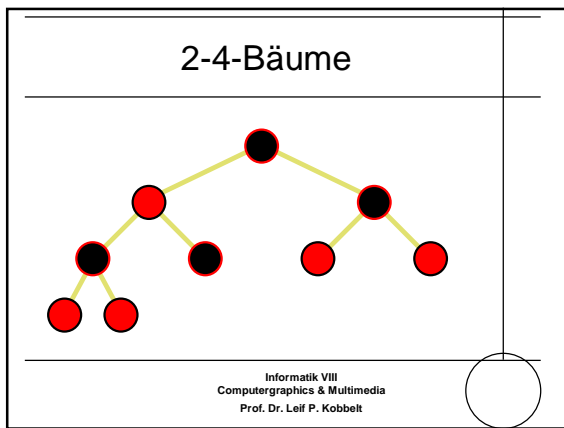 2-4-Bäume
Informatik VIII
Computergraphics & Multimedia
Prof. Dr. Leif P. Kobbelt